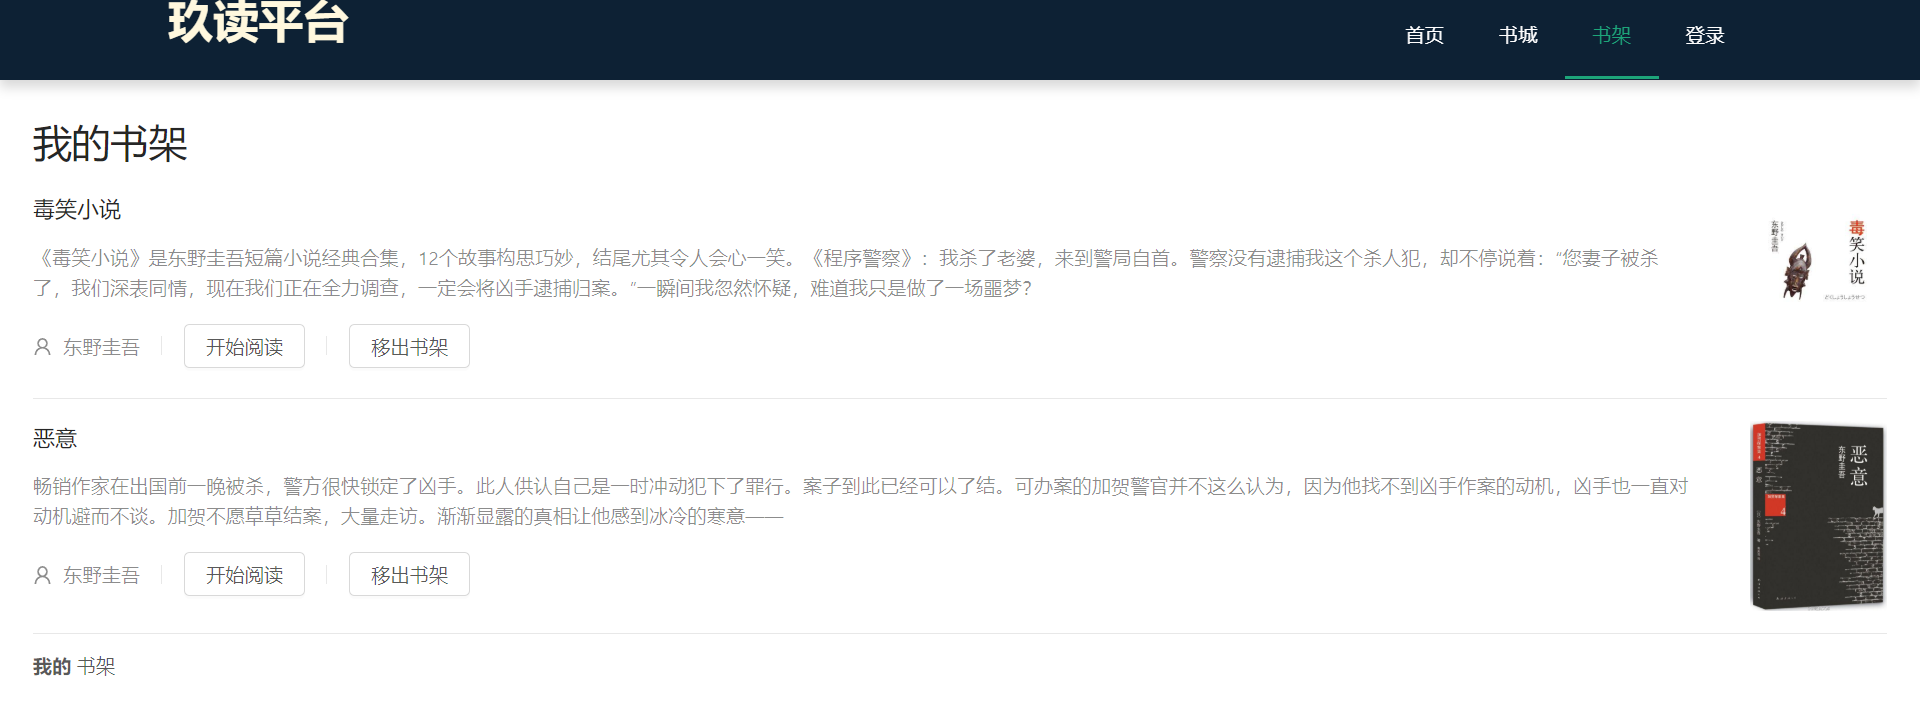 玖读平台
首页 书城 书架 登录
我的书架
毒笑小说
《毒笑小说》是东野圭吾短篇小说经典合集，12个故事构思巧妙，结尾尤其令人会心一笑。《程序警察》：我杀了老婆，来到警局自首。警察没有逮捕我这个杀人犯，却不停说着：“您妻子被杀
了，我们深表同情，现在我们正在全力调查，一定会将凶手逮捕归案。”一瞬间我忽然怀疑，难道我只是做了一场噩梦？
东野圭吾 开始阅读 移出书架
毒笑小说
东野圭吾
恶意
畅销作家在出国前一晚被杀，警方很快锁定了凶手。此人供认自己是一时冲动犯下了罪行。案子到此已经可以了结。可办案的加贺警官并不这么认为，因为他找不到凶手作案的动机，凶手也一直对
动机避而不谈。加贺不愿草草结案，大量走访。渐渐显露的真相让他感到冰冷的寒意——
东野圭吾 开始阅读 移出书架
恶意
东野圭吾
恶意
4
我的 书架